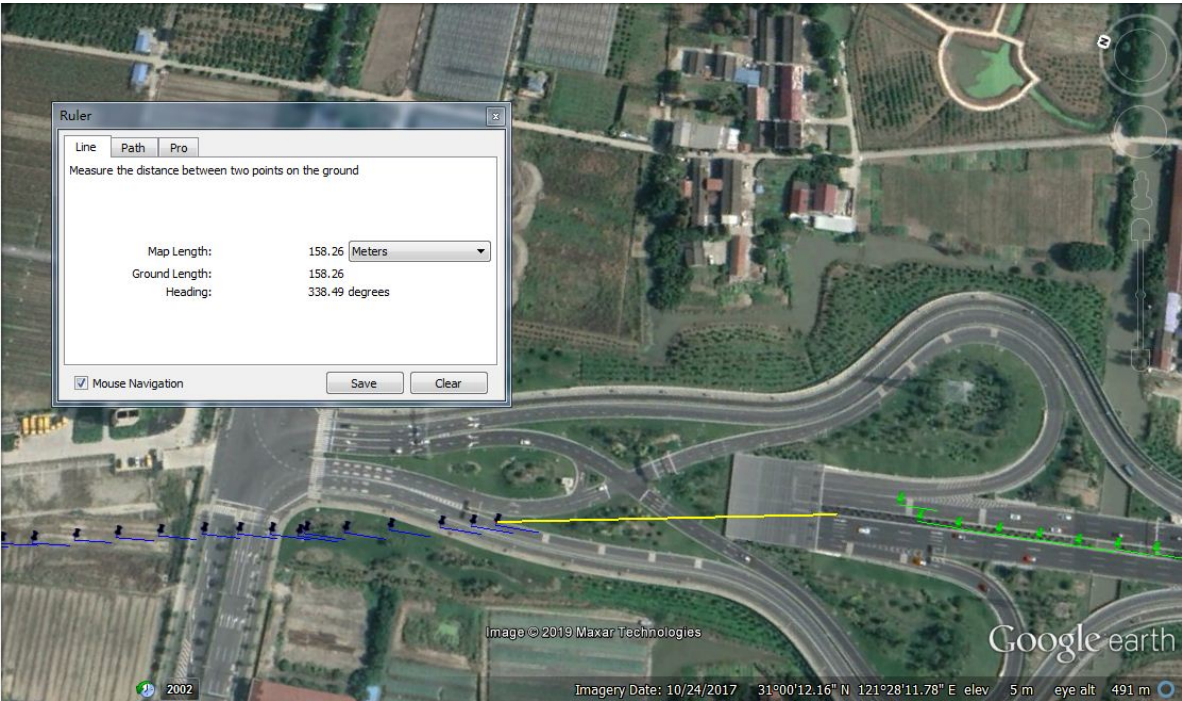 N
Ruler
Line Path Pro
Measure the distance between two points on the ground
Map Length: 158.26 Meters
Ground Length: 158.26
Heading: 338.49 degrees
Mouse Navigation Save Clear
Image © 2019 Maxar Technologies
Google earth
2002
Imagery Date: 10/24/2017 31°00'12.16" N 121°28'11.78" E elev 5 m eye alt 491 m